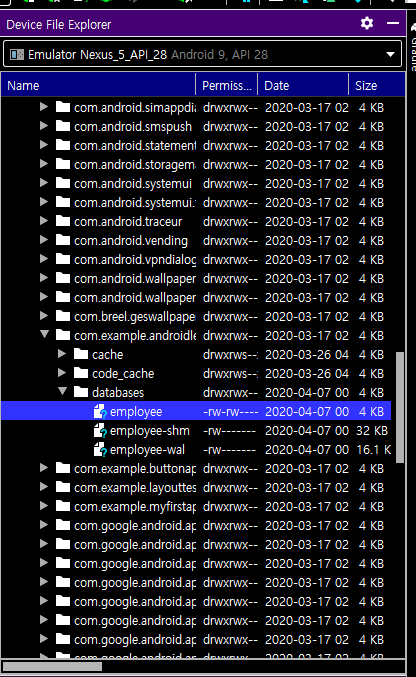 Device File Explorer
Emulator Nexus_5_API_28 Android 9, API 28
Name Permiss... Date Size
com.android.simappdia drwxrwx-- 2020-03-17 02 4 KB
com.android.smspush drwxrwx-- 2020-03-17 02 4 KB
com.android.statement drwxrwx-- 2020-03-17 02 4 KB
com.android.storagem drwxrwx-- 2020-03-17 02 4 KB
com.android.systemui drwxrwx-- 2020-03-17 02 4 KB
com.android.systemui. drwxrwx-- 2020-03-17 02 4 KB
com.android.traceur drwxrwx-- 2020-03-17 02 4 KB
com.android.vending drwxrwx-- 2020-03-17 02 4 KB
com.android.vpndialog drwxrwx-- 2020-03-17 02 4 KB
com.android.wallpaper drwxrwx-- 2020-03-17 02 4 KB
com.android.wallpaper drwxrwx-- 2020-03-17 02 4 KB
com.breel.geswallpaper drwxrwx-- 2020-03-17 02 4 KB
com.example.androidle drwxrwx-- 2020-03-17 02 4 KB
cache drwxrws-- 2020-03-26 04 4 KB
code_cache drwxrws-- 2020-03-26 04 4 KB
databases drwxrwx-- 2020-04-07 00 4 KB
employee -rw-rw---- 2020-04-07 00 4 KB
employee-shm -rw------- 2020-04-07 00 32 KB
employee-wal -rw------- 2020-04-07 00 16.1 K
com.example.buttonap drwxrwx-- 2020-03-17 02 4 KB
com.example.layouttes drwxrwx-- 2020-03-17 02 4 KB
com.example.myfirsta drwxrwx-- 2020-03-17 02 4 KB
com.google.android.ap drwxrwx-- 2020-03-17 02 4 KB
com.google.android.ap drwxrwx-- 2020-03-17 02 4 KB
com.google.android.ap drwxrwx-- 2020-03-17 02 4 KB
com.google.android.ap drwxrwx-- 2020-03-17 02 4 KB
com.google.android.ap drwxrwx-- 2020-03-17 02 4 KB
com.google.android.ap drwxrwx-- 2020-03-17 02 4 KB
com.google.android.ap drwxrwx-- 2020-03-17 02 4 KB
com.google.android.ap drwxrwx-- 2020-03-17 02 4 KB